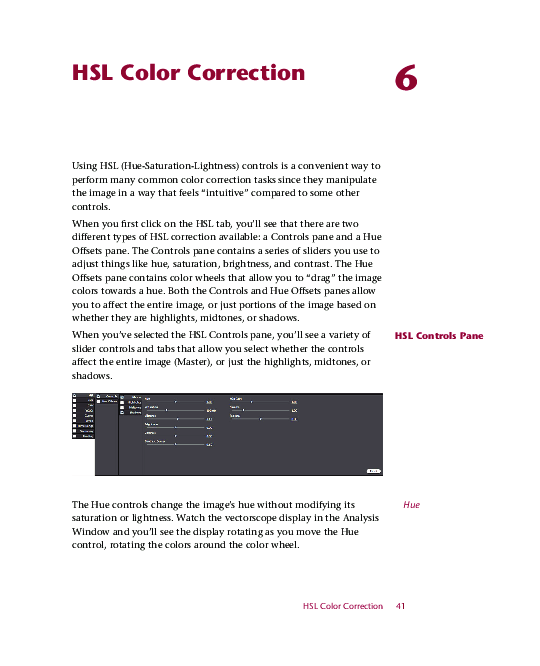 HSL Color Correction
6
Using HSL (Hue-Saturation-Lightness) controls is a convenient way to
perform many common color correction tasks since they manipulate
the image in a way that feels “intuitive” compared to some other
controls.
When you first click on the HSL tab, you’ll see that there are two
different types of HSL correction available: a Controls pane and a Hue
Offsets pane. The Controls pane contains a series of sliders you use to
adjust things like hue, saturation, brightness, and contrast. The Hue
Offsets pane contains color wheels that allow you to “drag” the image
colors towards a hue. Both the Controls and Hue Offsets panes allow
you to affect the entire image, or just portions of the image based on
whether they are highlights, midtones, or shadows.
HSL Controls Pane
When you’ve selected the HSL Controls pane, you’ll see a variety of
slider controls and tabs that allow you select whether the controls
affect the entire image (Master), or just the highlights, midtones, or
shadows.
Hue
The Hue controls change the image’s hue without modifying its
saturation or lightness. Watch the vectorscope display in the Analysis
Window and you’ll see the display rotating as you move the Hue
control, rotating the colors around the color wheel.
HSL Color Correction 41